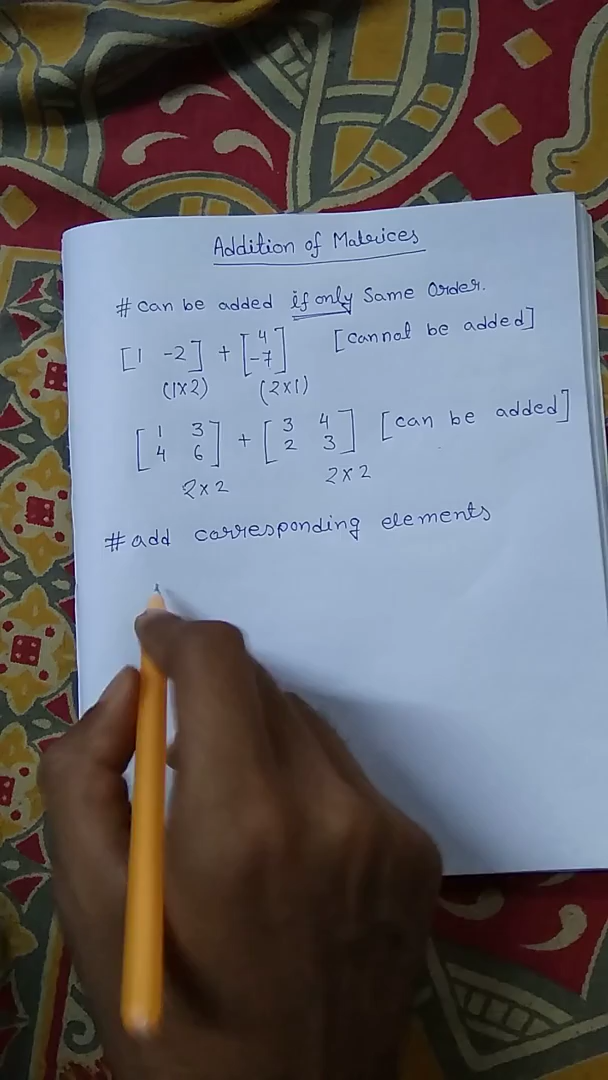 Addition of Matrices
# can be added if only Same Order.
[1 -2] + [4 -7] [cannot be added]
(1x2) (2x1)
[1 3 4 6] + [3 4 2 3] [can be added]
2x2 2x2
# add corresponding elements